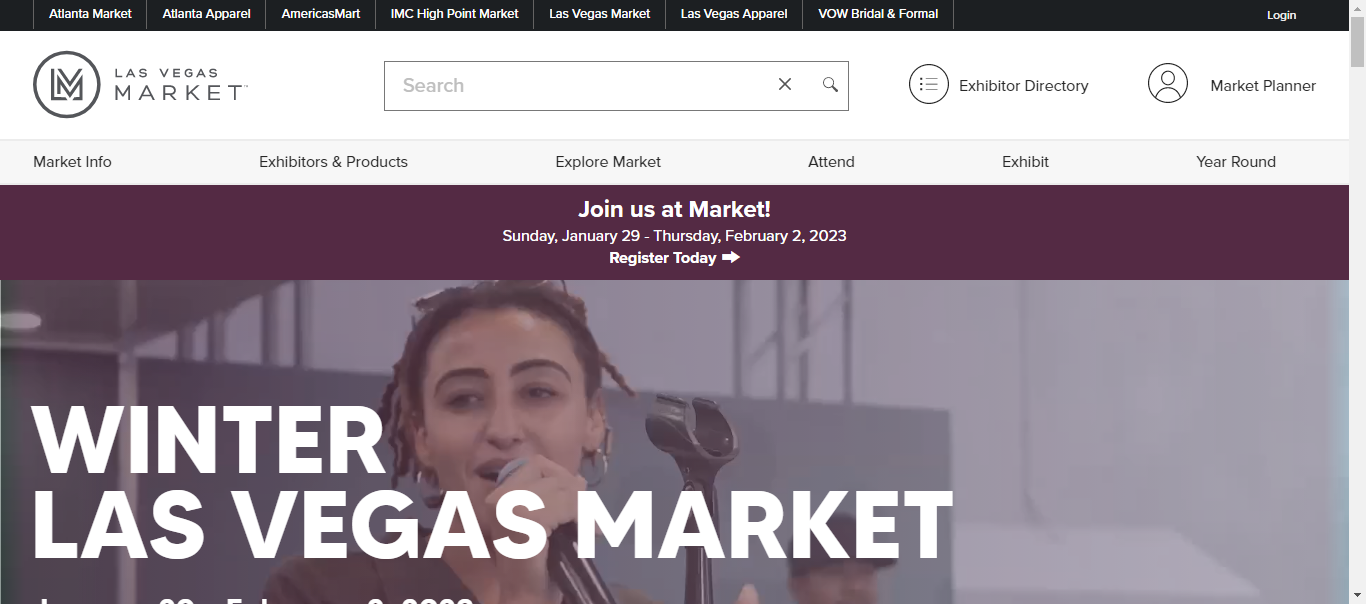 Atlanta Market
Atlanta Apparel
AmericasMart
IMC High Point Market
Las Vegas Market
Las Vegas Apparel
VOW Bridal & Formal
Login
LAS VEGAS
MARKET
Search
Exhibitor Directory
Market Planner
Market Info
Exhibitors & Products
Explore Market
Attend
Exhibit
Year Round
Join us at Market!
Sunday, January 29 - Thursday, February 2, 2023
Register Today
WINTER
LAS VEGAS MARKET